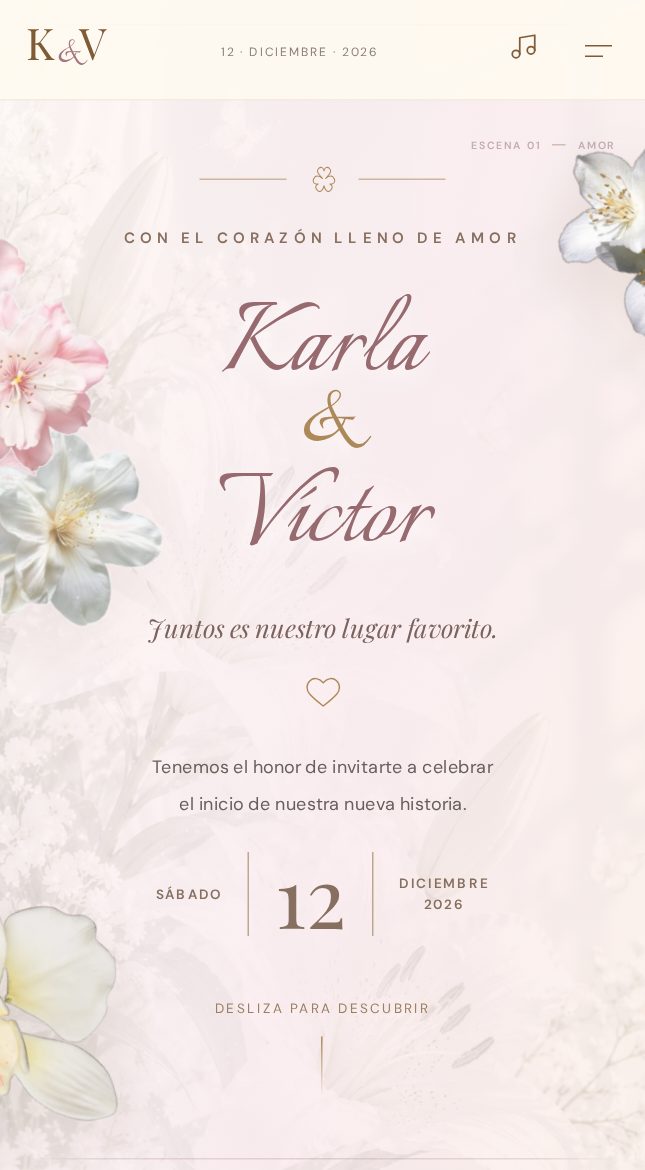 K&V
12 · DICIEMBRE · 2026
ESCENA 01 — AMOR
CON EL CORAZÓN LLENO DE AMOR
Karla
&
Víctor
Juntos es nuestro lugar favorito.
Tenemos el honor de invitarte a celebrar
el inicio de nuestra nueva historia.
SÁBADO
12
DICIEMBRE
2026
DESLIZA PARA DESCUBRIR